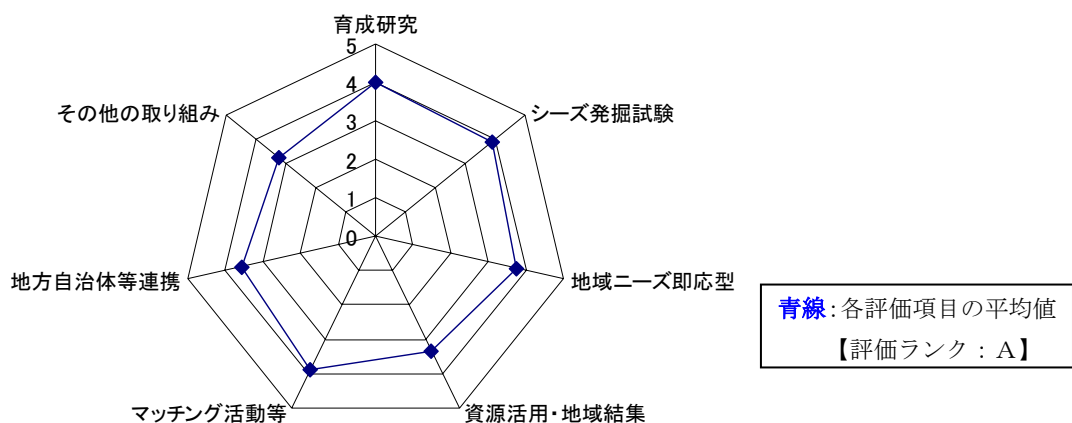 育成研究
5
4
3
2
1
0
シーズ発掘試験
地域ニーズ即応型
資源活用・地域結集
マッチング活動等
地方自治体等連携
その他の取り組み
青線：各評価項目の平均値
【評価ランク：A】